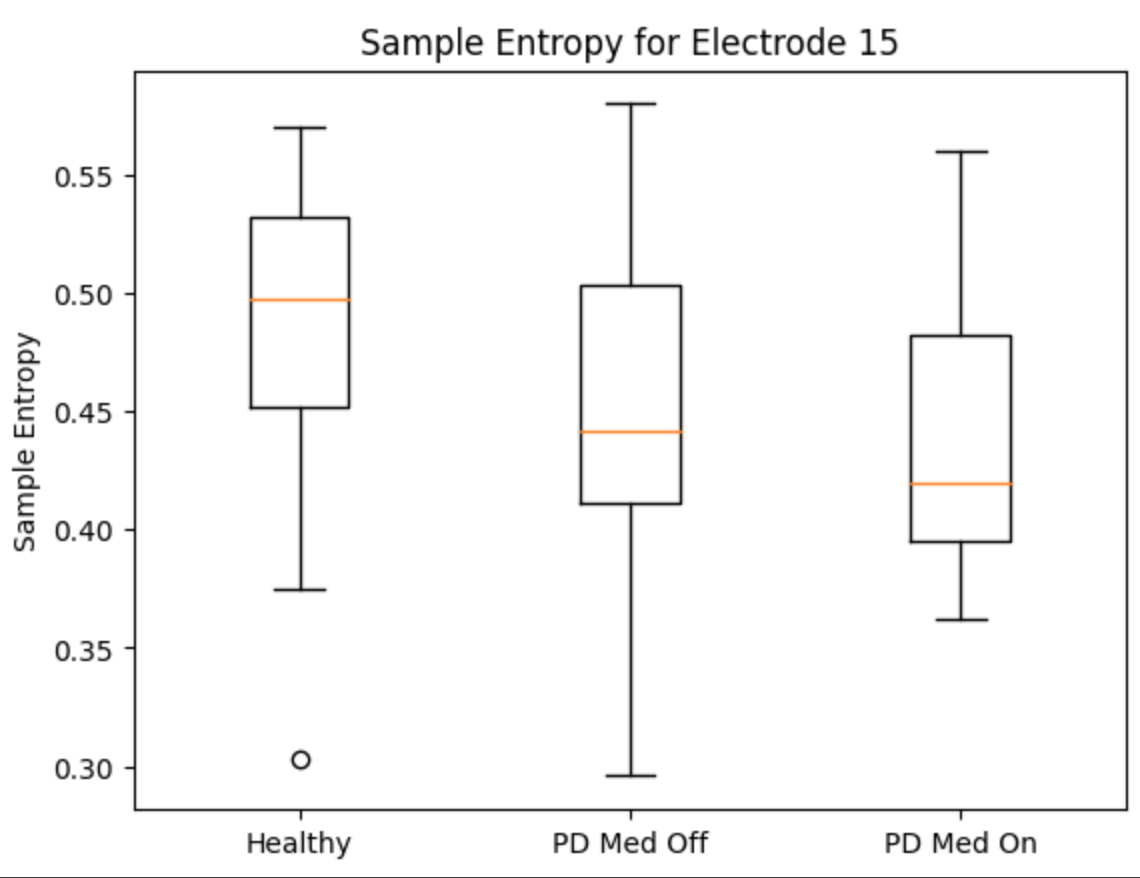 Sample Entropy for Electrode 15
Sample Entropy
0.55
0.50
0.45
0.40
0.35
0.30
Healthy
PD Med Off
PD Med On